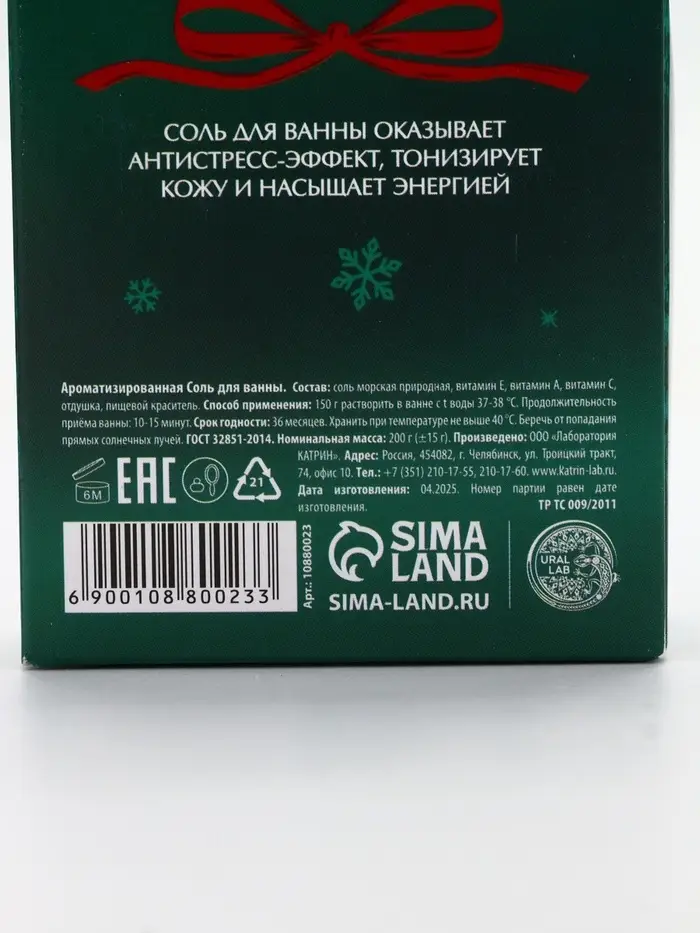 СОЛЬ ДЛЯ ВАННЫ ОКАЗЫВАЕТ
АНТИСТРЕСС-ЭФФЕКТ, ТОНИЗИРУЕТ
КОЖУ И НАСЫЩАЕТ ЭНЕРГИЕЙ
Ароматизированная Соль для ванны. Состав: соль морская природная, витамин Е, витамин А, витамин С,
отдушка, пищевой краситель. Способ применения: 150 г растворить в ванне с t воды 37-38 °С. Продолжительность
приёма ванны: 10-15 минут. Срок годности: 36 месяцев. Хранить при температуре не выше 40 °С. Беречь от попадания
прямых солнечных лучей. ГОСТ 32851-2014. Номинальная масса: 200 г (±15 г). Произведено: ООО «Лаборатория
КАТРИН». Адрес: Россия, 454082, г. Челябинск, ул. Троицкий тракт,
74, офис 10. Тел.: +7 (351) 210-17-55, 210-17-60. www.katrin-lab.ru.
Дата изготовления: 04.2025. Номер партии равен дате
изготовления.
ТР ТС 009/2011
6М
ЕАС
21
6 900108 800233
Арт.: 10880023
SIMA
LAND
SIMA-LAND.RU
URAL
LAB